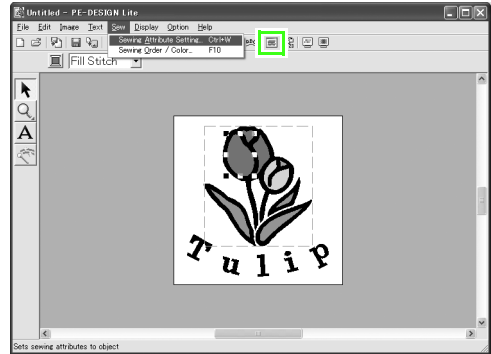 Untitled - PE-DESIGN Lite
File Edit Image Text Sew Display Option Help
Sewing Attribute Setting... Ctrl+W
Sewing Order / Color... F10
Fill Stitch
A
Tulip
Sets sewing attributes to object